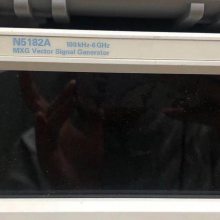 N5182A 100 kHz-6 GHz
MXG Vector Signal Generator